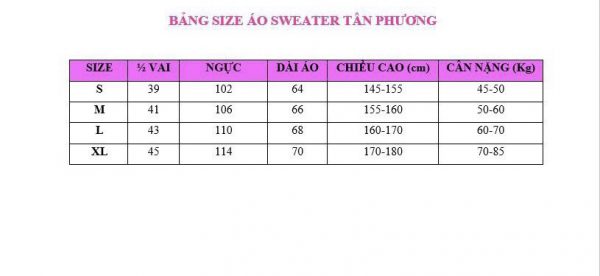 BẢNG SIZE ÁO SWEATER TÂN PHƯƠNG
SIZE ½ VAI NGỰC DÀI ÁO CHIỀU CAO (cm) CÂN NẶNG (Kg)
S 39 102 64 145-155 45-50
M 41 106 66 155-160 50-60
L 43 110 68 160-170 60-70
XL 45 114 70 170-180 70-85